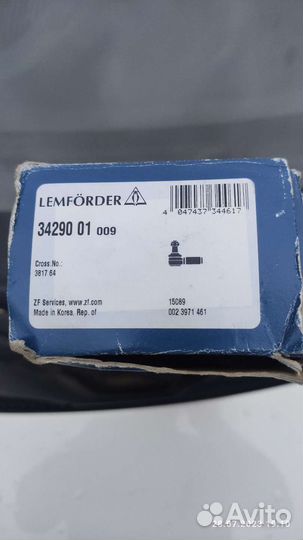 LEMFÖRDER
34290 01 009
4 047437 344617
Cross.No.:
3817 64
ZF Services, www.zf.com
15089
Made in Korea, Rep. of
002 3971 461
Avito